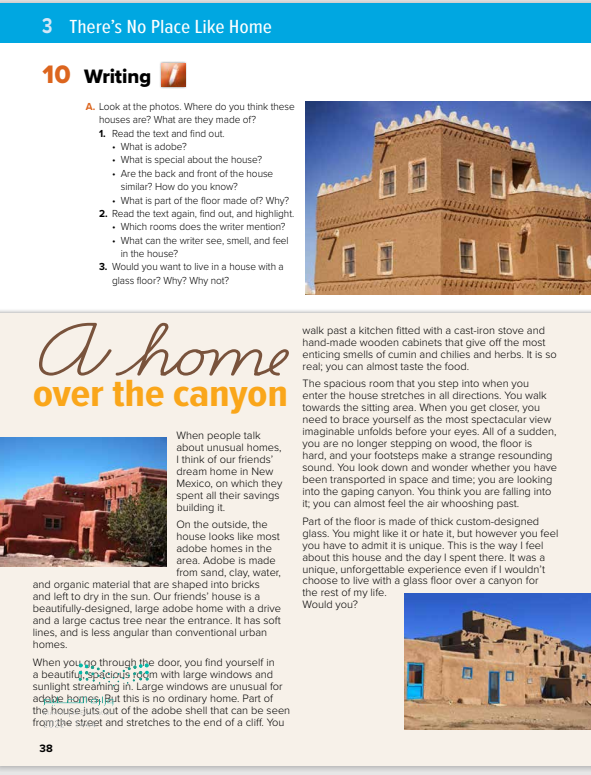 3 There's No Place Like Home
10 Writing
A. Look at the photos. Where do you think these
houses are? What are they made of?
1. Read the text and find out.
• What is adobe?
• What is special about the house?
• Are the back and front of the house
similar? How do you know?
• What is part of the floor made of? Why?
2. Read the text again, find out, and highlight.
• Which rooms does the writer mention?
• What can the writer see, smell, and feel
in the house?
3. Would you want to live in a house with a
glass floor? Why? Why not?
A home
over the canyon
When people talk
about unusual homes,
I think of our friends'
dream home in New
Mexico, on which they
spent all their savings
building it.
On the outside, the
house looks like most
adobe homes in the
area. Adobe is made
from sand, clay, water,
and organic material that are shaped into bricks
and left to dry in the sun. Our friends' house is a
beautifully-designed, large adobe home with a drive
and a large cactus tree near the entrance. It has soft
lines, and is less angular than conventional urban
homes.
When you go through the door, you find yourself in
a beautiful, spacious room with large windows and
sunlight streaming in. Large windows are unusual for
adobe homes. But this is no ordinary home. Part of
the house juts out of the adobe shell that can be seen
from the street and stretches to the end of a cliff. You
walk past a kitchen fitted with a cast-iron stove and
hand-made wooden cabinets that give off the most
enticing smells of cumin and chilies and herbs. It is so
real; you can almost taste the food.
The spacious room that you step into when you
enter the house stretches in all directions. You walk
towards the sitting area. When you get closer, you
need to brace yourself as the most spectacular view
imaginable unfolds before your eyes. All of a sudden,
you are no longer stepping on wood, the floor is
hard, and your footsteps make a strange resounding
sound. You look down and wonder whether you have
been transported in space and time; you are looking
into the gaping canyon. You think you are falling into
it; you can almost feel the air whooshing past.
Part of the floor is made of thick custom-designed
glass. You might like it or hate it, but however you feel
you have to admit it is unique. This is the way I feel
about this house and the day I spent there. It was a
unique, unforgettable experience even if I wouldn't
choose to live with a glass floor over a canyon for
the rest of my life.
Would you?
38